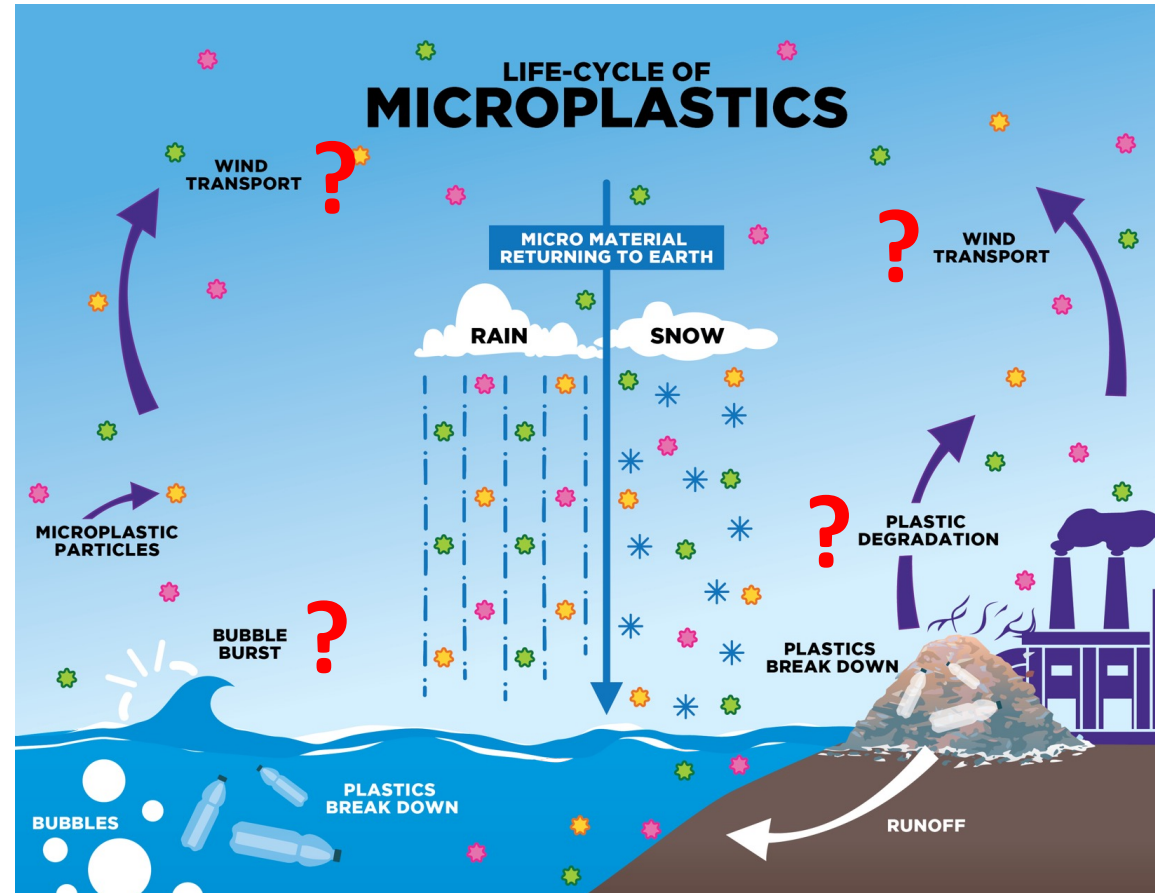 LIFE-CYCLE OF
MICROPLASTICS
WIND
TRANSPORT
?
?
WIND
TRANSPORT
MICRO MATERIAL
RETURNING TO EARTH
RAIN
SNOW
MICROPLASTIC
PARTICLES
?
PLASTIC
DEGRADATION
BUBBLE
BURST
?
PLASTICS
BREAK DOWN
PLASTICS
BREAK DOWN
BUBBLES
RUNOFF